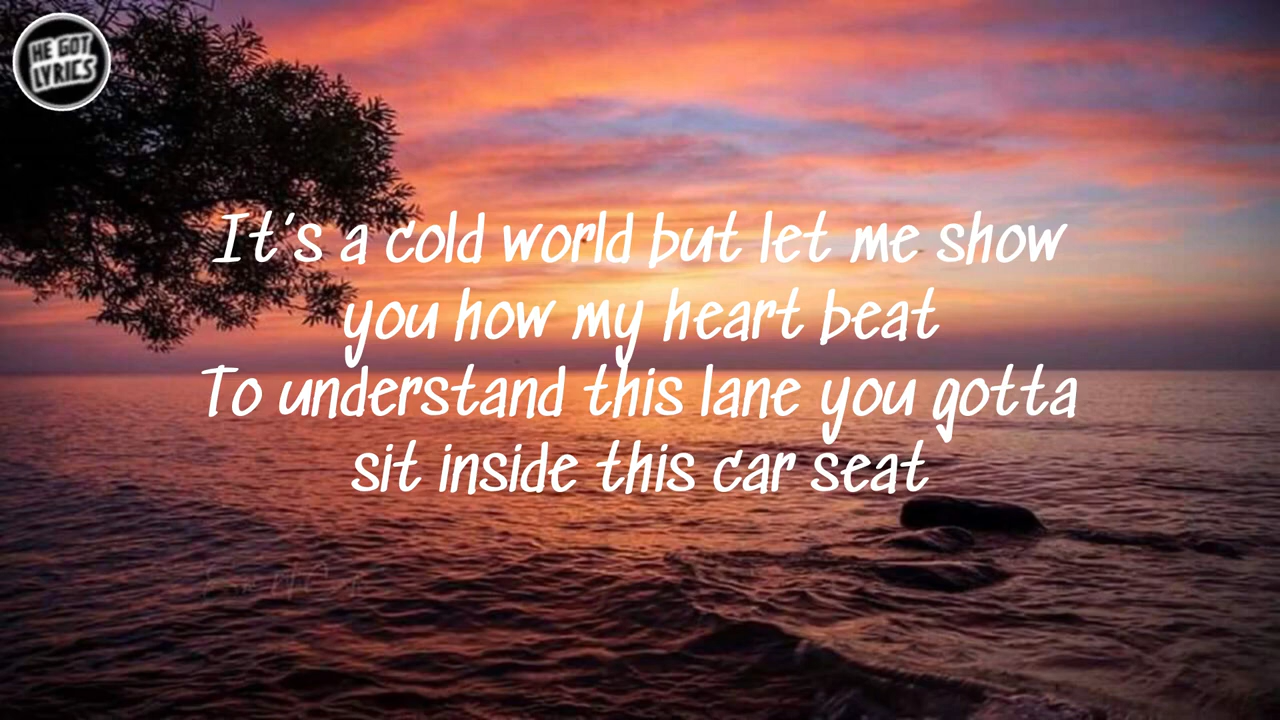 HE GOT
LYRICS
It's a cold world but let me show
you how my heart beat
To understand this lane you gotta
sit inside this car seat